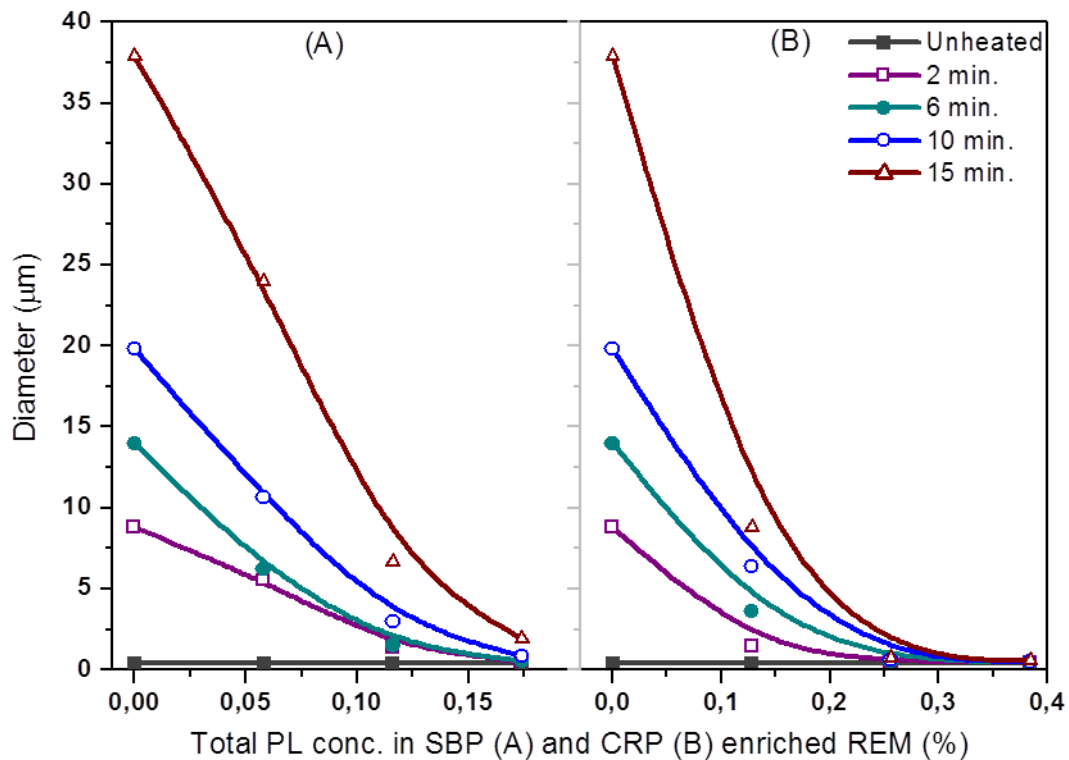 (A)
(B)
Unheated
2 min.
6 min.
10 min.
15 min.
Diameter (µm)
40
35
30
25
20
15
10
5
0
0,00 0,05 0,10 0,15
0,0 0,1 0,2 0,3 0,4
Total PL conc. in SBP (A) and CRP (B) enriched REM (%)